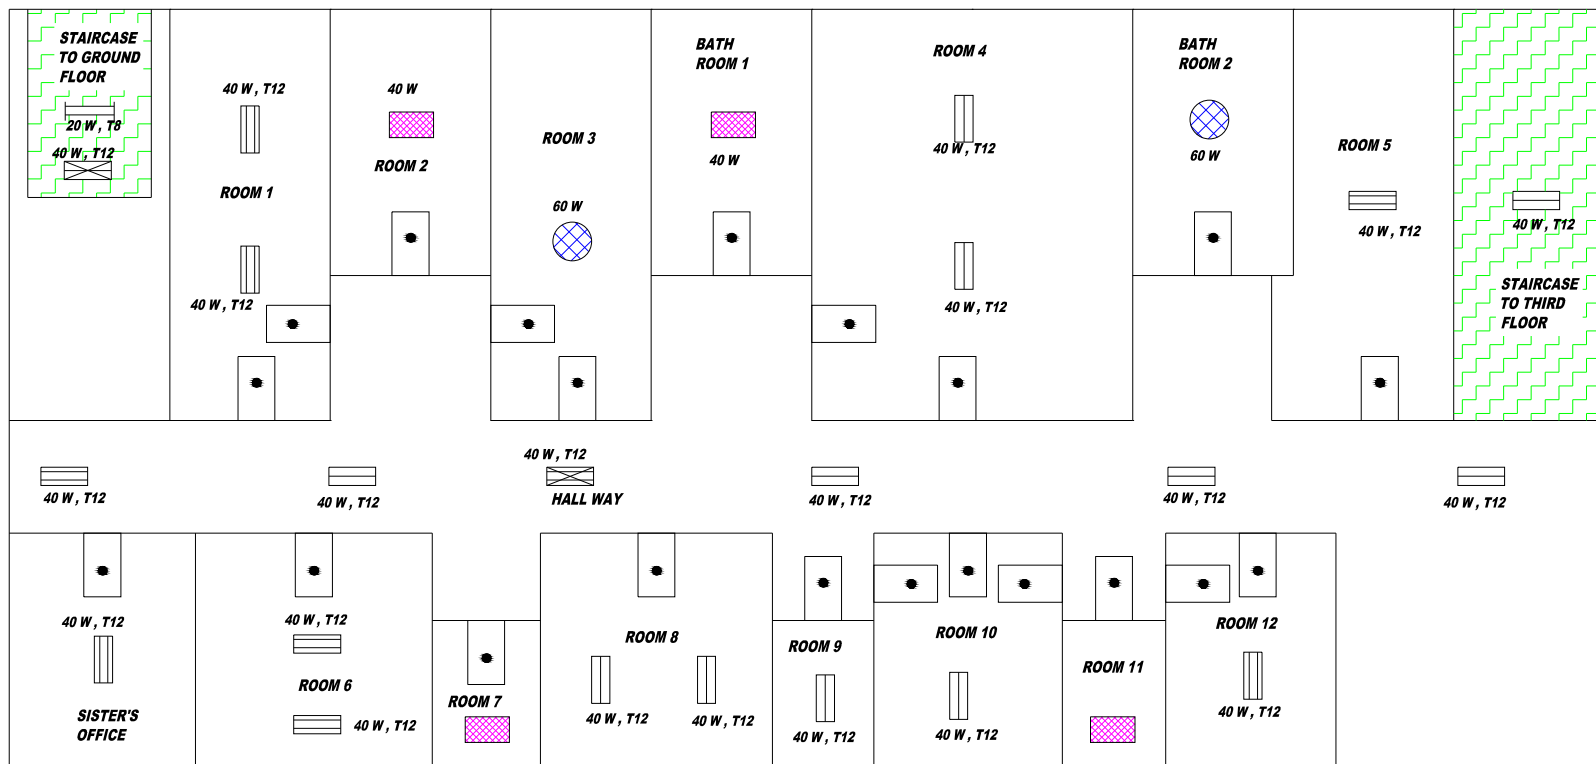 STAIRCASE
TO GROUND
FLOOR
20 W , T8
40 W , T12
40 W , T12
ROOM 1
40 W , T12
40 W
ROOM 2
ROOM 3
60 W
BATH
ROOM 1
40 W
ROOM 4
40 W , T12
40 W , T12
BATH
ROOM 2
60 W
ROOM 5
40 W , T12
40 W , T12
STAIRCASE
TO THIRD
FLOOR
40 W , T12
40 W , T12
40 W , T12
HALL WAY
40 W , T12
40 W , T12
40 W , T12
40 W , T12
SISTER'S
OFFICE
40 W , T12
ROOM 6
40 W , T12
ROOM 7
ROOM 8
40 W , T12
40 W , T12
ROOM 9
40 W , T12
ROOM 10
40 W , T12
ROOM 11
ROOM 12
40 W , T12